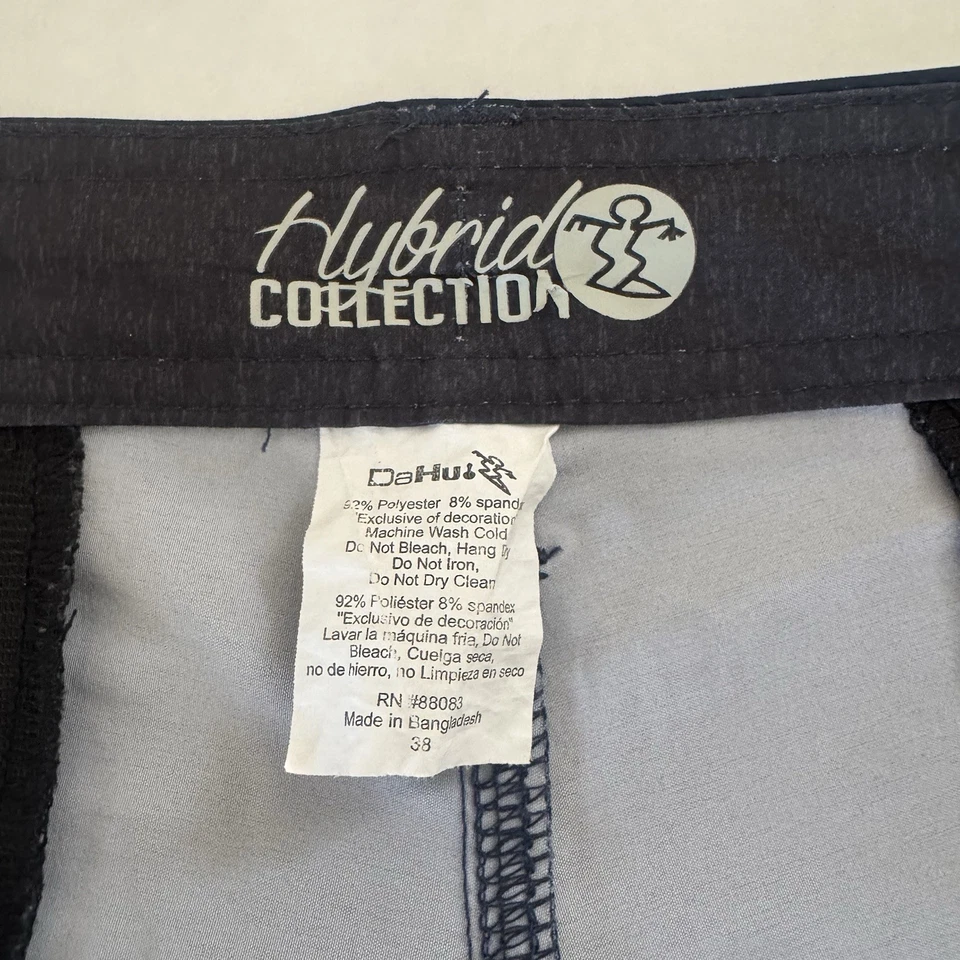 Hybrid
COLLECTION
DaHui
92% Polyester 8% spandex
"Exclusive of decoration
Machine Wash Cold
Do Not Bleach, Hang Dry
Do Not Iron,
Do Not Dry Clean
92% Poliéster 8% spandex
"Exclusivo de decoración"
Lavar la máquina fria, Do Not
Bleach, Cuelga seca,
no de hierro, no Limpieza en seco
RN #88083
Made in Bangladesh
38